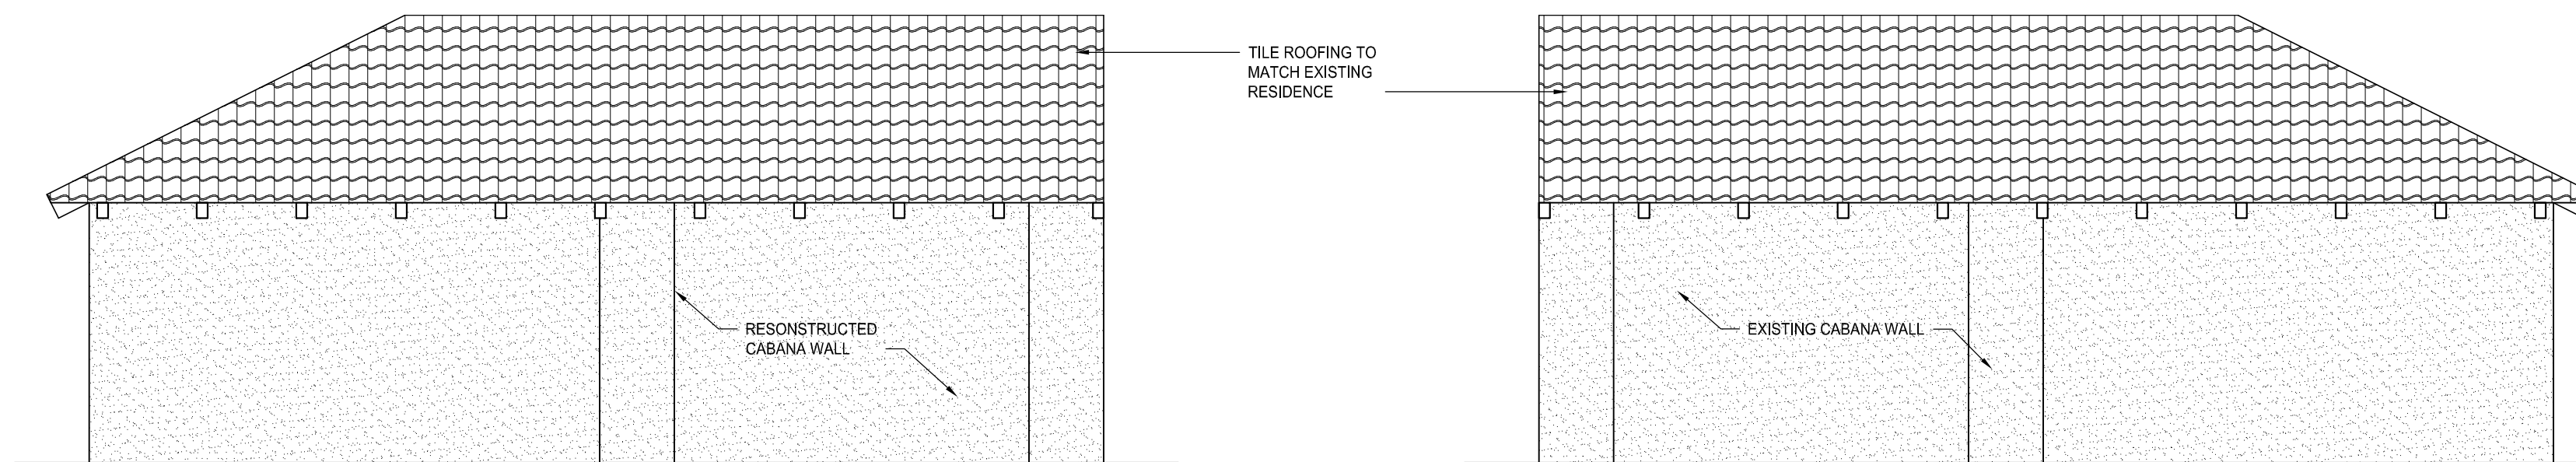 TILE ROOFING TO
MATCH EXISTING
RESIDENCE
RESONSTRUCTED
CABANA WALL
EXISTING CABANA WALL